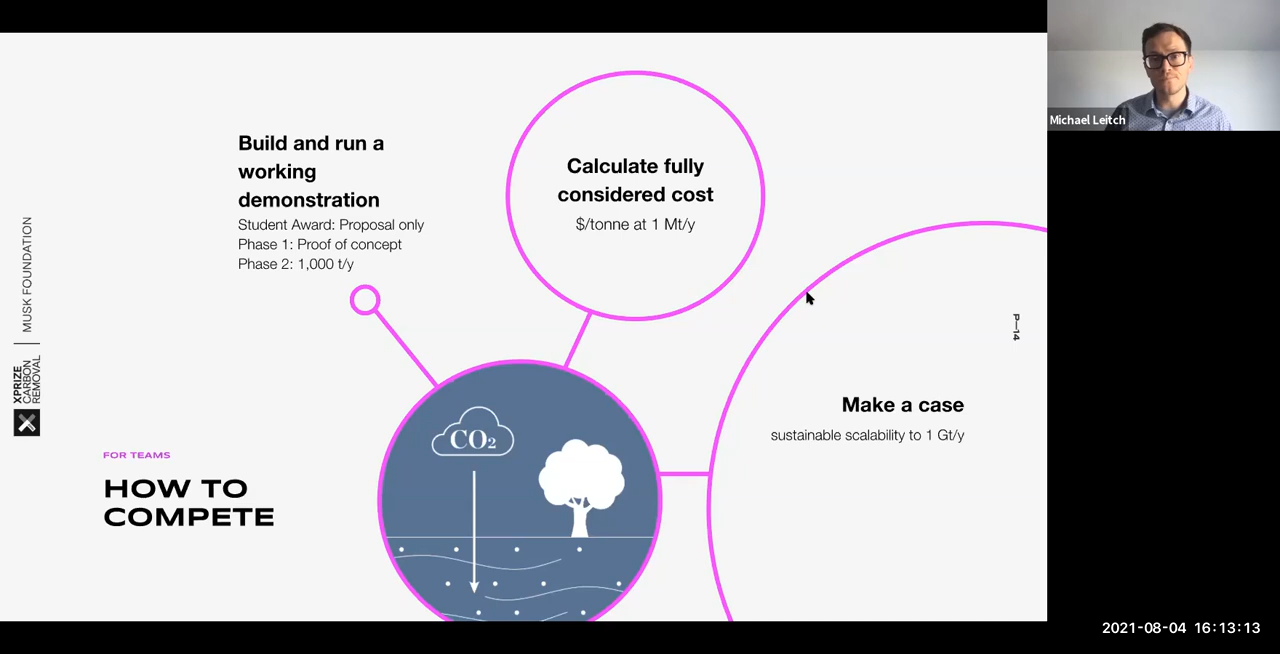 Build and run a
working
demonstration
Student Award: Proposal only
Phase 1: Proof of concept
Phase 2: 1,000 t/y
Calculate fully
considered cost
$/tonne at 1 Mt/y
Make a case
sustainable scalability to 1 Gt/y
CO₂
FOR TEAMS
HOW TO
COMPETE
XPRIZE
CARBON
REMOVAL
MUSK FOUNDATION
P—14
Michael Leitch
2021-08-04 16:13:13